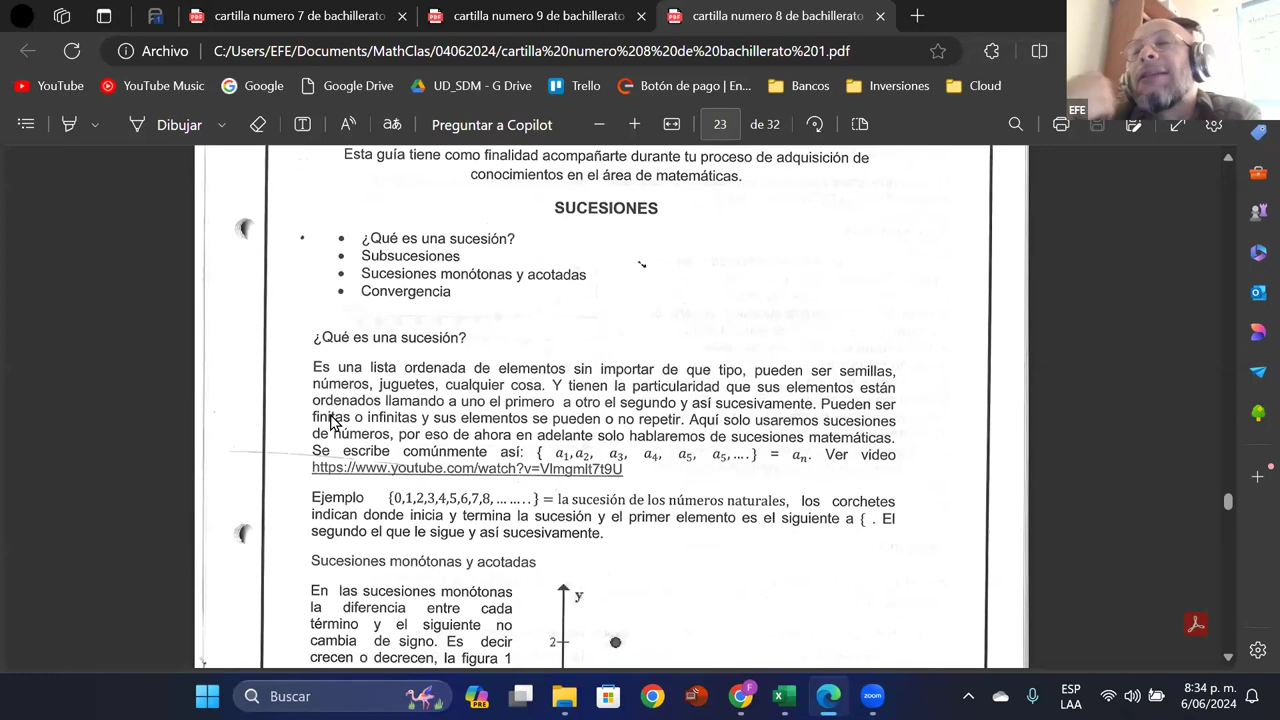 cartilla numero 7 de bachillerato
cartilla numero 9 de bachillerato
cartilla numero 8 de bachillerato
Archivo
C:/Users/EFE/Documents/MathClas/04062024/cartilla%20numero%208%20de%20bachillerato%201.pdf
YouTube
YouTube Music
Google
Google Drive
UD_SDM - G Drive
Trello
Botón de pago | En...
Bancos
Inversiones
Cloud
EFE
Dibujar
Preguntar a Copilot
23
de 32
Esta guía tiene como finalidad acompañarte durante tu proceso de adquisición de
conocimientos en el área de matemáticas.
SUCESIONES
• ¿Qué es una sucesión?
• Subsucesiones
• Sucesiones monótonas y acotadas
• Convergencia
¿Qué es una sucesión?
Es una lista ordenada de elementos sin importar de que tipo, pueden ser semillas,
números, juguetes, cualquier cosa. Y tienen la particularidad que sus elementos están
ordenados llamando a uno el primero a otro el segundo y así sucesivamente. Pueden ser
finitas o infinitas y sus elementos se pueden o no repetir. Aquí solo usaremos sucesiones
de números, por eso de ahora en adelante solo hablaremos de sucesiones matemáticas.
Se escribe comúnmente así: { a₁,a₂, a₃, a₄, a₅, a₅,....} = aₙ. Ver video
https://www.youtube.com/watch?v=VlmgmIt7t9U
Ejemplo {0,1,2,3,4,5,6,7,8, ... ... ..} = la sucesión de los números naturales, los corchetes
indican donde inicia y termina la sucesión y el primer elemento es el siguiente a { . El
segundo el que le sigue y así sucesivamente.
Sucesiones monótonas y acotadas
En las sucesiones monótonas
la diferencia entre cada
término y el siguiente no
cambia de signo. Es decir
crecen o decrecen, la figura 1
y
2
Buscar
PRE
zoom
ESP
LAA
8:34 p. m.
6/06/2024